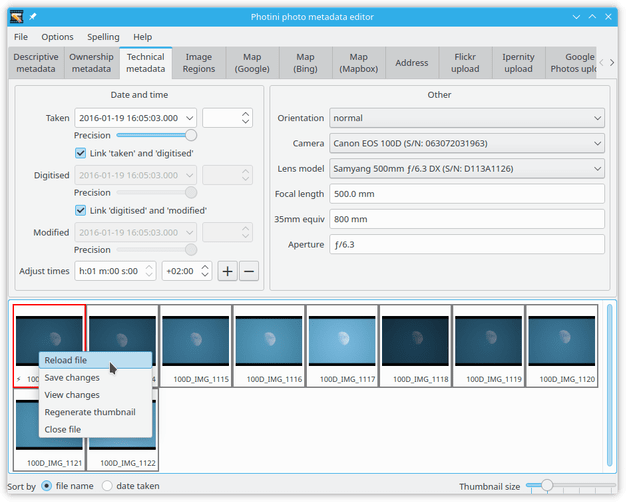 Photini photo metadata editor
File Options Spelling Help
Descriptive metadata
Ownership metadata
Technical metadata
Image Regions
Map (Google)
Map (Bing)
Map (Mapbox)
Address
Flickr upload
Ipernity upload
Google Photos
Date and time
Taken 2016-01-19 16:05:03.000
Precision
Link 'taken' and 'digitised'
Digitised 2016-01-19 16:05:03.000
Precision
Link 'digitised' and 'modified'
Modified 2016-01-19 16:05:03.000
Precision
Adjust times h:01 m:00 s:00 +02:00 + −
Other
Orientation normal
Camera Canon EOS 100D (S/N: 063072031963)
Lens model Samyang 500mm ƒ/6.3 DX (S/N: D113A1126)
Focal length 500.0 mm
35mm equiv 800 mm
Aperture ƒ/6.3
100D_IMG_1115 100D_IMG_1116 100D_IMG_1117 100D_IMG_1118 100D_IMG_1119 100D_IMG_1120
Reload file
Save changes
View changes
Regenerate thumbnail
Close file
100D_IMG_1121 100D_IMG_1122
Sort by file name date taken Thumbnail size